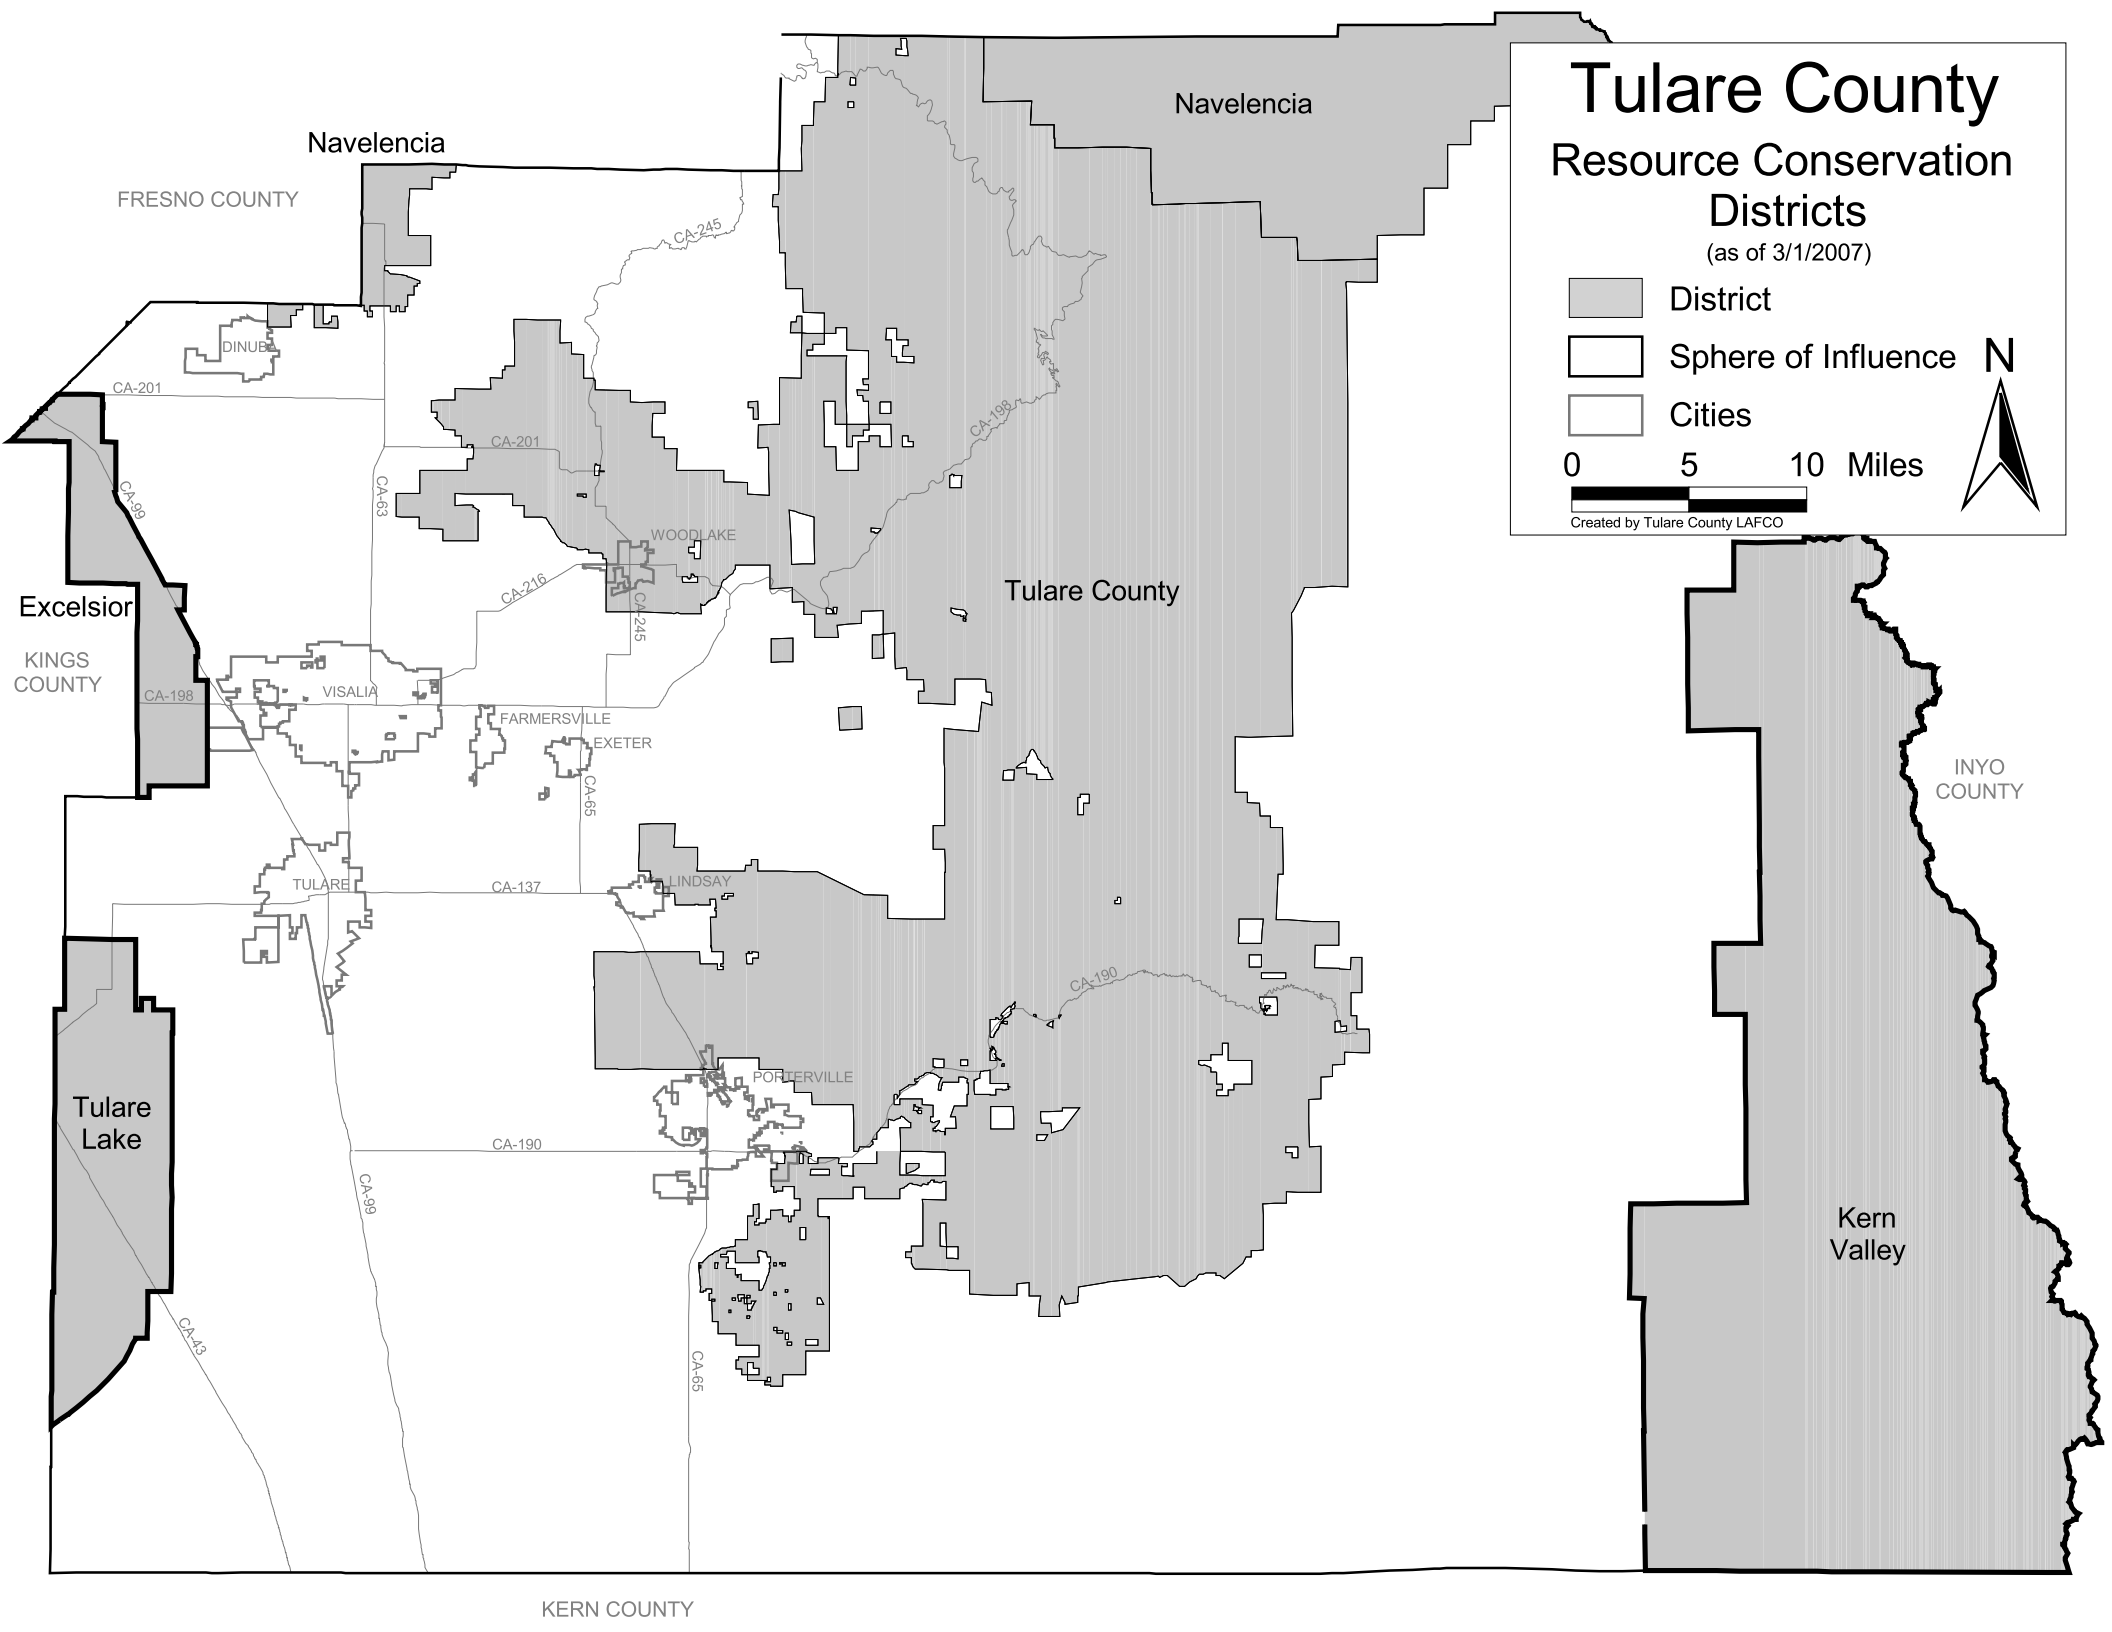 Tulare County
Resource Conservation
Districts
(as of 3/1/2007)
District
Sphere of Influence
Cities
N
0 5 10 Miles
Created by Tulare County LAFCO
Navelencia
Navelencia
FRESNO COUNTY
CA-245
DINUBA
CA-201
CA-201
CA-198
CA-99
CA-63
WOODLAKE
CA-216
CA-245
Tulare County
Excelsior
KINGS
COUNTY
CA-198
VISALIA
FARMERSVILLE
EXETER
CA-65
INYO
COUNTY
TULARE
CA-137
LINDSAY
CA-190
PORTERVILLE
Tulare
Lake
CA-190
CA-99
Kern
Valley
CA-43
CA-65
KERN COUNTY